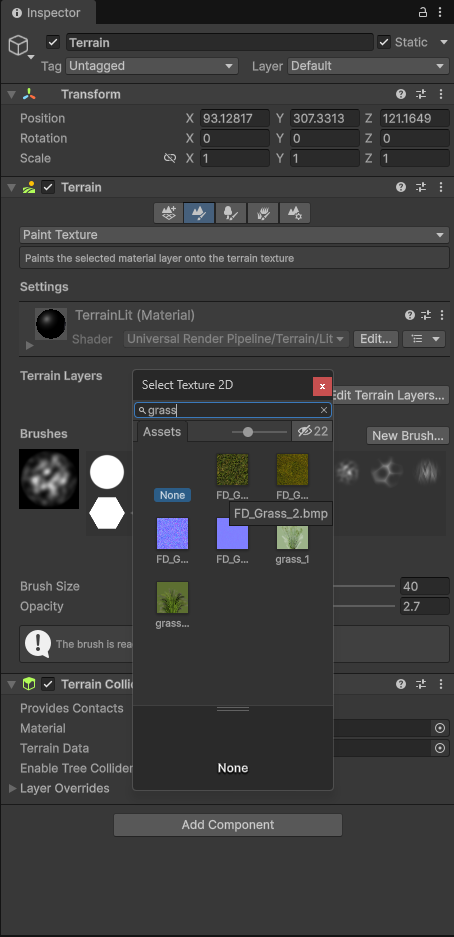 Inspector
Terrain
Static
Tag Untagged Layer Default
Transform
Position X 93.12817 Y 307.3313 Z 121.1649
Rotation X 0 Y 0 Z 0
Scale X 1 Y 1 Z 1
Terrain
Paint Texture
Paints the selected material layer onto the terrain texture
Settings
TerrainLit (Material)
Shader Universal Render Pipeline/Terrain/Lit Edit...
Terrain Layers
dit Terrain Layers...
Select Texture 2D
grass
Assets
22
Brushes
New Brush...
None
FD_G...
FD_G...
FD_Grass_2.bmp
FD_G...
FD_G...
grass_1
grass...
Brush Size 40
Opacity 2.7
The brush is rea
Terrain Collid
Provides Contacts
Material
Terrain Data
Enable Tree Collider
Layer Overrides
None
Add Component